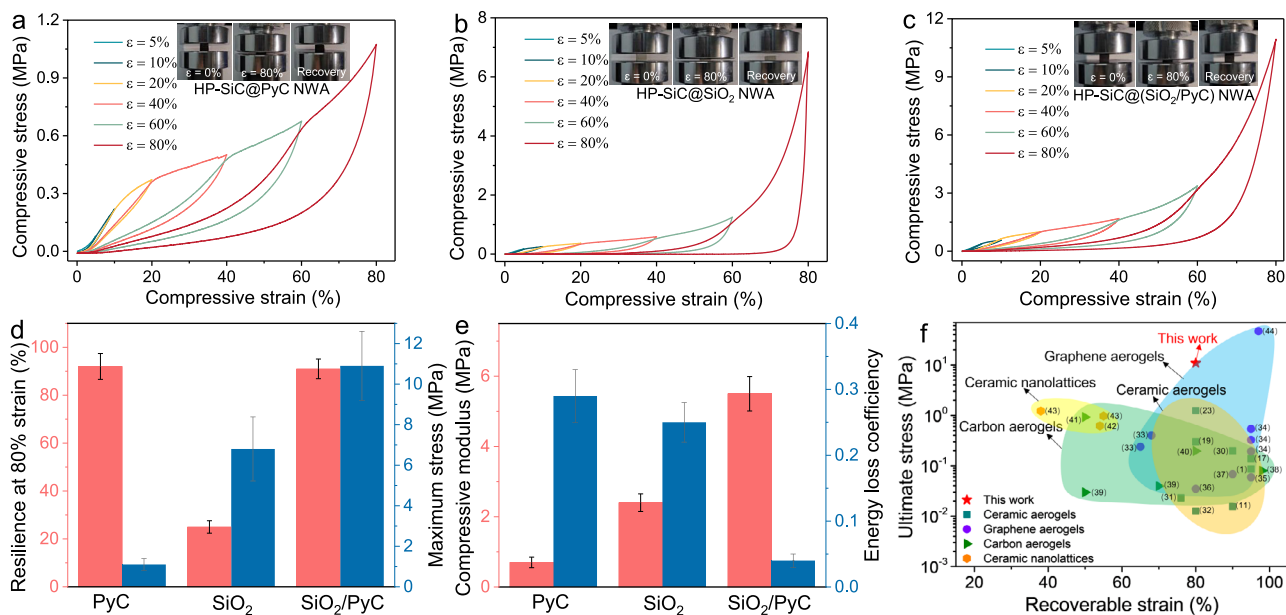 a
Compressive stress (MPa)
1.2
0.9
0.6
0.3
0.0
ε = 5%
ε = 10%
ε = 20%
ε = 40%
ε = 60%
ε = 80%
ε = 0%
ε = 80%
Recovery
HP-SiC@PyC NWA
0
20
40
60
80
Compressive strain (%)
b
Compressive stress (MPa)
8
6
4
2
0
ε = 5%
ε = 10%
ε = 20%
ε = 40%
ε = 60%
ε = 80%
ε = 0%
ε = 80%
Recovery
HP-SiC@SiO₂ NWA
0
20
40
60
80
Compressive strain (%)
c
Compressive stress (MPa)
12
9
6
3
0
ε = 5%
ε = 10%
ε = 20%
ε = 40%
ε = 60%
ε = 80%
ε = 0%
ε = 80%
Recovery
HP-SiC@(SiO₂/PyC) NWA
0
20
40
60
80
Compressive strain (%)
d
Resilience at 80% strain (%)
100
80
60
40
20
0
PyC
SiO₂
SiO₂/PyC
12
10
8
6
4
2
0
Maximum stress (MPa)
e
Compressive modulus (MPa)
6
4
2
0
PyC
SiO₂
SiO₂/PyC
0.4
0.3
0.2
0.1
0.0
Energy loss coefficiency
f
Ultimate stress (MPa)
10¹
10⁰
10⁻¹
10⁻²
10⁻³
This work
(44)
Graphene aerogels
Ceramic nanolattices
Ceramic aerogels
Carbon aerogels
(43)
(41)
(43)
(42)
(23)
(33)
(33)
(19)
(40)
(30)
(34)
(34)
(34)
(17)
(1)
(38)
(37)
(35)
(39)
(39)
(36)
(31)
(32)
(11)
This work
Ceramic aerogels
Graphene aerogels
Carbon aerogels
Ceramic nanolattices
20
40
60
80
100
Recoverable strain (%)